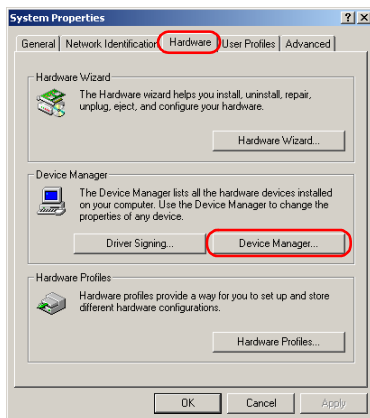 System Properties
General Network Identification Hardware User Profiles Advanced
Hardware Wizard
The Hardware wizard helps you install, uninstall, repair,
unplug, eject, and configure your hardware.
Hardware Wizard...
Device Manager
The Device Manager lists all the hardware devices installed
on your computer. Use the Device Manager to change the
properties of any device.
Driver Signing... Device Manager...
Hardware Profiles
Hardware profiles provide a way for you to set up and store
different hardware configurations.
Hardware Profiles...
OK Cancel Apply